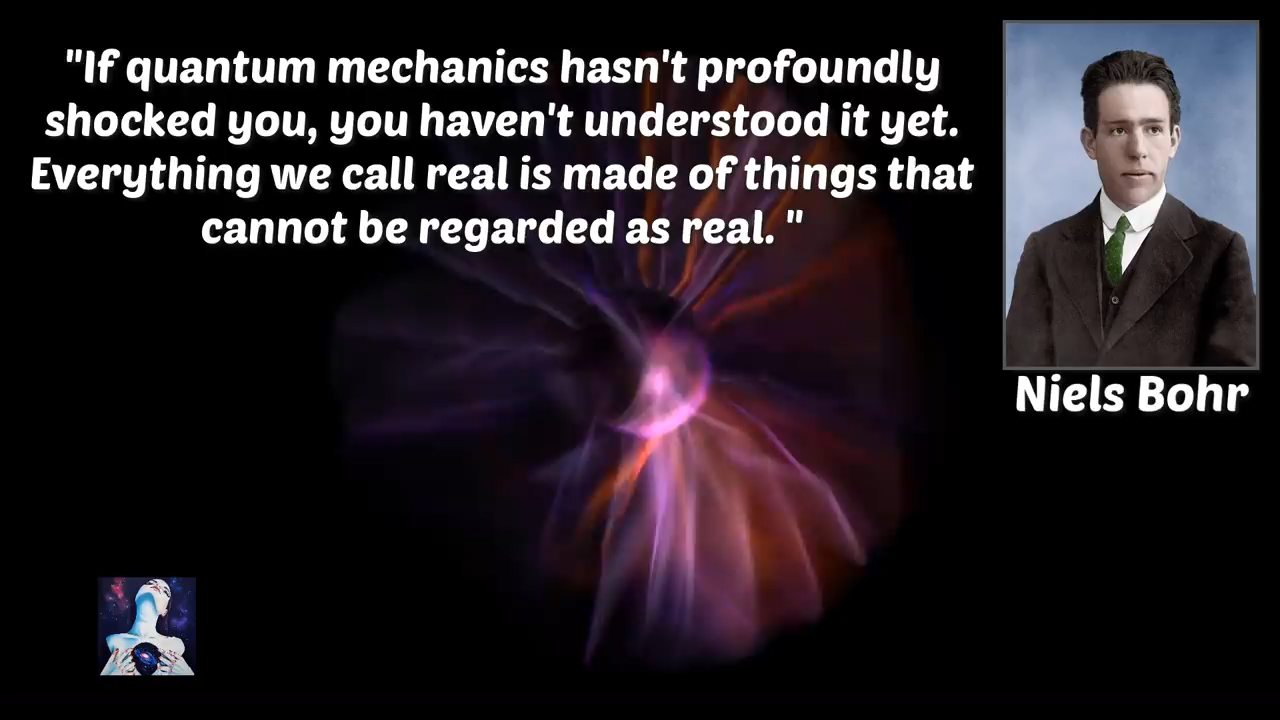 "If quantum mechanics hasn't profoundly
shocked you, you haven't understood it yet.
Everything we call real is made of things that
cannot be regarded as real. "
Niels Bohr